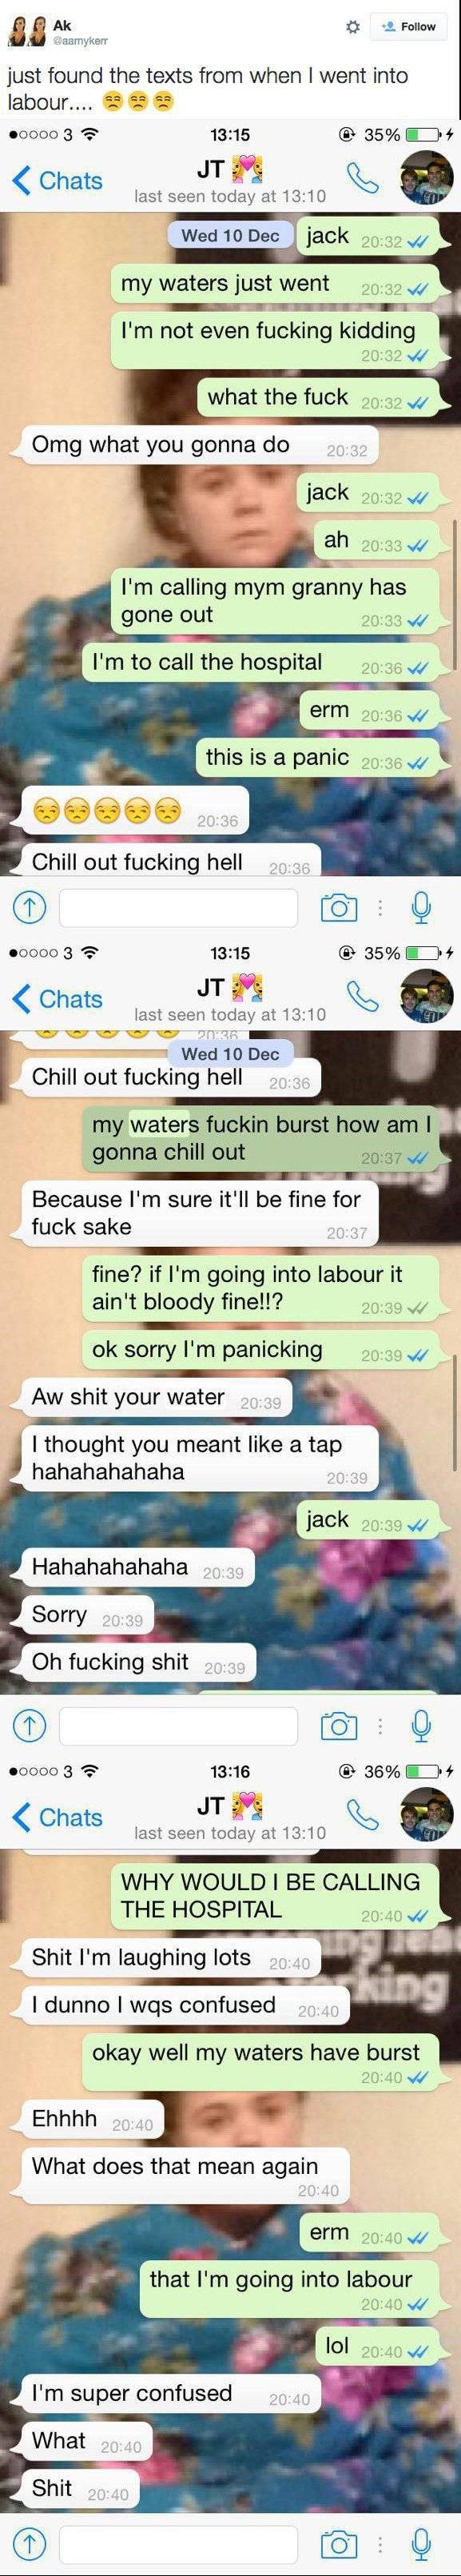 Ak
@aamykerr
Follow
just found the texts from when I went into
labour.... 😒😒😒
3 13:15 35%
Chats JT
last seen today at 13:10
Wed 10 Dec
jack 20:32
my waters just went 20:32
I'm not even fucking kidding
20:32
what the fuck 20:32
Omg what you gonna do 20:32
jack 20:32
ah 20:33
I'm calling mym granny has
gone out 20:33
I'm to call the hospital 20:36
erm 20:36
this is a panic 20:36
😒😒😒😒😒 20:36
Chill out fucking hell 20:36
3 13:15 35%
Chats JT
last seen today at 13:10
20:36
Wed 10 Dec
Chill out fucking hell 20:36
my waters fuckin burst how am I
gonna chill out 20:37
Because I'm sure it'll be fine for
fuck sake 20:37
fine? if I'm going into labour it
ain't bloody fine!!? 20:39
ok sorry I'm panicking 20:39
Aw shit your water 20:39
I thought you meant like a tap
hahahahahaha 20:39
jack 20:39
Hahahahahaha 20:39
Sorry 20:39
Oh fucking shit 20:39
3 13:16 36%
Chats JT
last seen today at 13:10
WHY WOULD I BE CALLING
THE HOSPITAL 20:40
Shit I'm laughing lots 20:40
I dunno I wqs confused 20:40
okay well my waters have burst
20:40
Ehhhh 20:40
What does that mean again
20:40
erm 20:40
that I'm going into labour
20:40
lol 20:40
I'm super confused 20:40
What 20:40
Shit 20:40